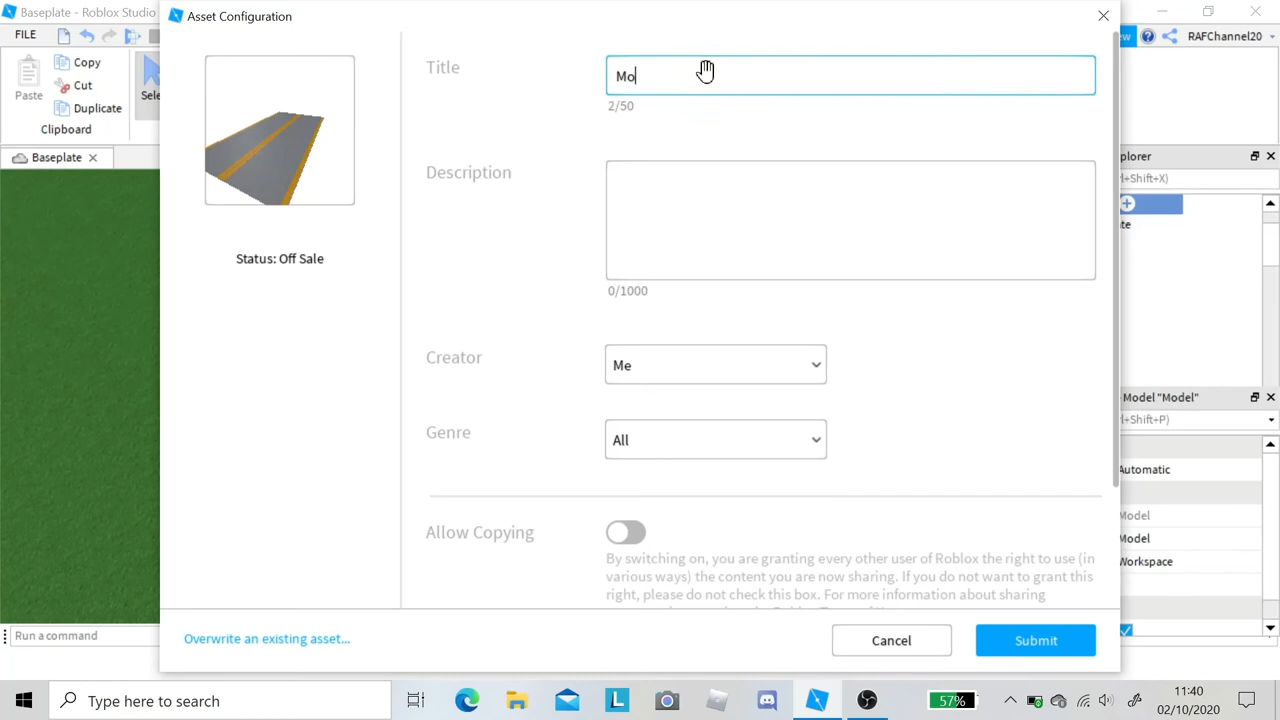 Baseplate - Roblox Studio
Asset Configuration
FILE
RAFChannel20
Paste
Copy
Cut
Duplicate
Clipboard
Baseplate
Title
Mo
2/50
Description
0/1000
Status: Off Sale
Creator
Me
Genre
All
Allow Copying
By switching on, you are granting every other user of Roblox the right to use (in
various ways) the content you are now sharing. If you do not want to grant this
right, please do not check this box. For more information about sharing
Overwrite an existing asset...
Cancel
Submit
plorer
l+Shift+X)
Model "Model"
l+Shift+P)
Automatic
Model
Model
Workspace
Run a command
Type here to search
57%
11:40
02/10/2020